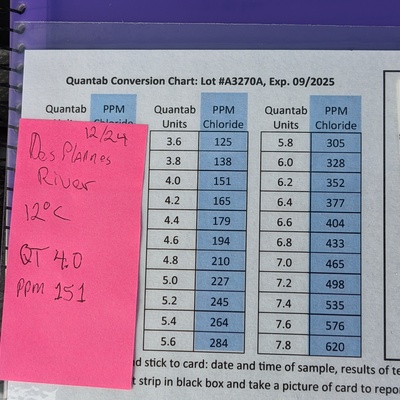 Quantab Conversion Chart: Lot #A3270A, Exp. 09/2025
Quantab PPM Quantab PPM Quantab PPM
Chloride Units Chloride Units Chloride
3.6 125 5.8 305
3.8 138 6.0 328
4.0 151 6.2 352
4.2 165 6.4 377
4.4 179 6.6 404
4.6 194 6.8 433
4.8 210 7.0 465
5.0 227 7.2 498
5.2 245 7.4 535
5.4 264 7.6 576
5.6 284 7.8 620
12/24
Des Plaines
River
12°C
QT 4.0
PPM 151
nd stick to card: date and time of sample, results of te
t strip in black box and take a picture of card to repo